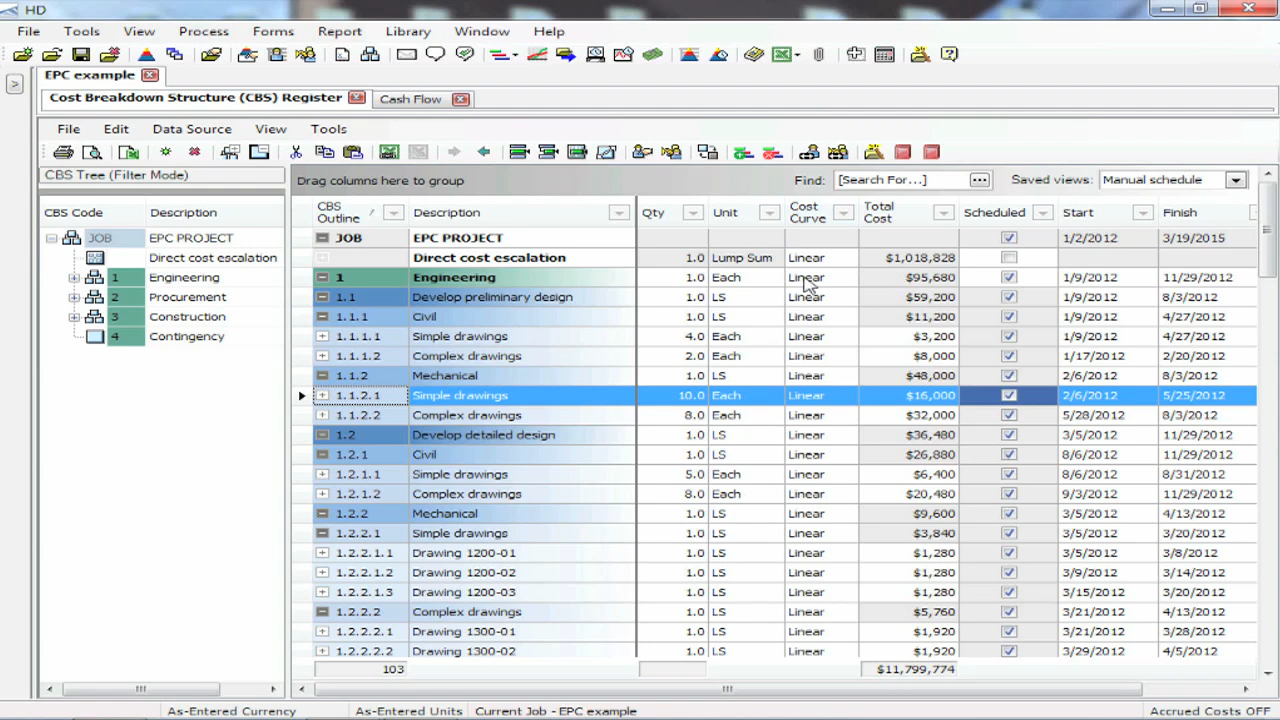 HD
File Tools View Process Forms Report Library Window Help
>
EPC example
Cost Breakdown Structure (CBS) Register Cash Flow
File Edit Data Source View Tools
CBS Tree (Filter Mode)
CBS Code Description
JOB EPC PROJECT
Direct cost escalation
1 Engineering
2 Procurement
3 Construction
4 Contingency
Drag columns here to group Find: [Search For...] Saved views: Manual schedule
CBS Outline Description Qty Unit Cost Curve Total Cost Scheduled Start Finish
JOB EPC PROJECT 1/2/2012 3/19/2015
Direct cost escalation 1.0 Lump Sum Linear $1,018,828
1 Engineering 1.0 Each Linear $95,680 1/9/2012 11/29/2012
1.1 Develop preliminary design 1.0 LS Linear $59,200 1/9/2012 8/3/2012
1.1.1 Civil 1.0 LS Linear $11,200 1/9/2012 4/27/2012
1.1.1.1 Simple drawings 4.0 Each Linear $3,200 1/9/2012 4/27/2012
1.1.1.2 Complex drawings 2.0 Each Linear $8,000 1/17/2012 2/20/2012
1.1.2 Mechanical 1.0 LS Linear $48,000 2/6/2012 8/3/2012
1.1.2.1 Simple drawings 10.0 Each Linear $16,000 2/6/2012 5/25/2012
1.1.2.2 Complex drawings 8.0 Each Linear $32,000 5/28/2012 8/3/2012
1.2 Develop detailed design 1.0 LS Linear $36,480 3/5/2012 11/29/2012
1.2.1 Civil 1.0 LS Linear $26,880 8/6/2012 11/29/2012
1.2.1.1 Simple drawings 5.0 Each Linear $6,400 8/6/2012 8/31/2012
1.2.1.2 Complex drawings 8.0 Each Linear $20,480 9/3/2012 11/29/2012
1.2.2 Mechanical 1.0 LS Linear $9,600 3/5/2012 4/13/2012
1.2.2.1 Simple drawings 1.0 LS Linear $3,840 3/5/2012 3/20/2012
1.2.2.1.1 Drawing 1200-01 1.0 LS Linear $1,280 3/5/2012 3/8/2012
1.2.2.1.2 Drawing 1200-02 1.0 LS Linear $1,280 3/9/2012 3/14/2012
1.2.2.1.3 Drawing 1200-03 1.0 LS Linear $1,280 3/15/2012 3/20/2012
1.2.2.2 Complex drawings 1.0 LS Linear $5,760 3/21/2012 4/13/2012
1.2.2.2.1 Drawing 1300-01 1.0 LS Linear $1,920 3/21/2012 3/28/2012
1.2.2.2.2 Drawing 1300-02 1.0 LS Linear $1,920 3/29/2012 4/5/2012
103 $11,799,774
As-Entered Currency As-Entered Units Current Job - EPC example Accrued Costs OFF